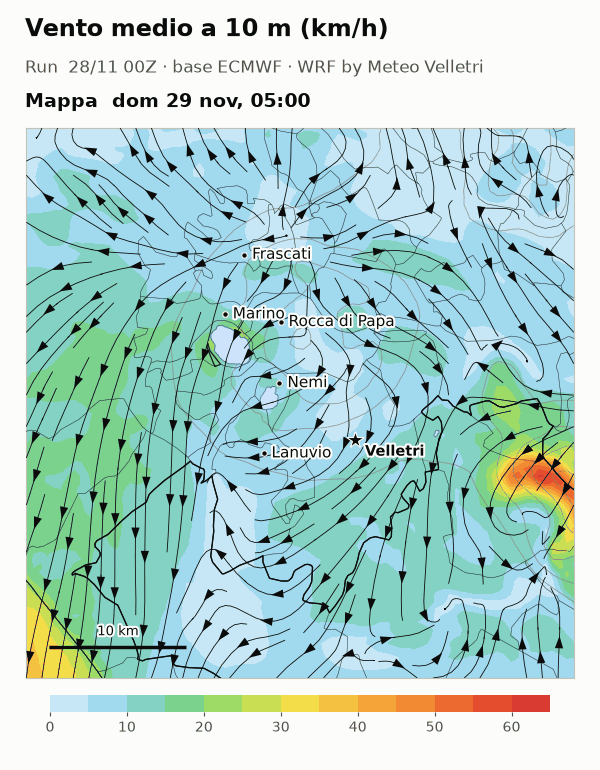 Vento medio a 10 m (km/h)
Run  28/11 00Z · base ECMWF · WRF by Meteo Velletri
Mappa  dom 29 nov, 05:00
Frascati
Marino
Rocca di Papa
Nemi
Velletri
Lanuvio
10 km
0 10 20 30 40 50 60